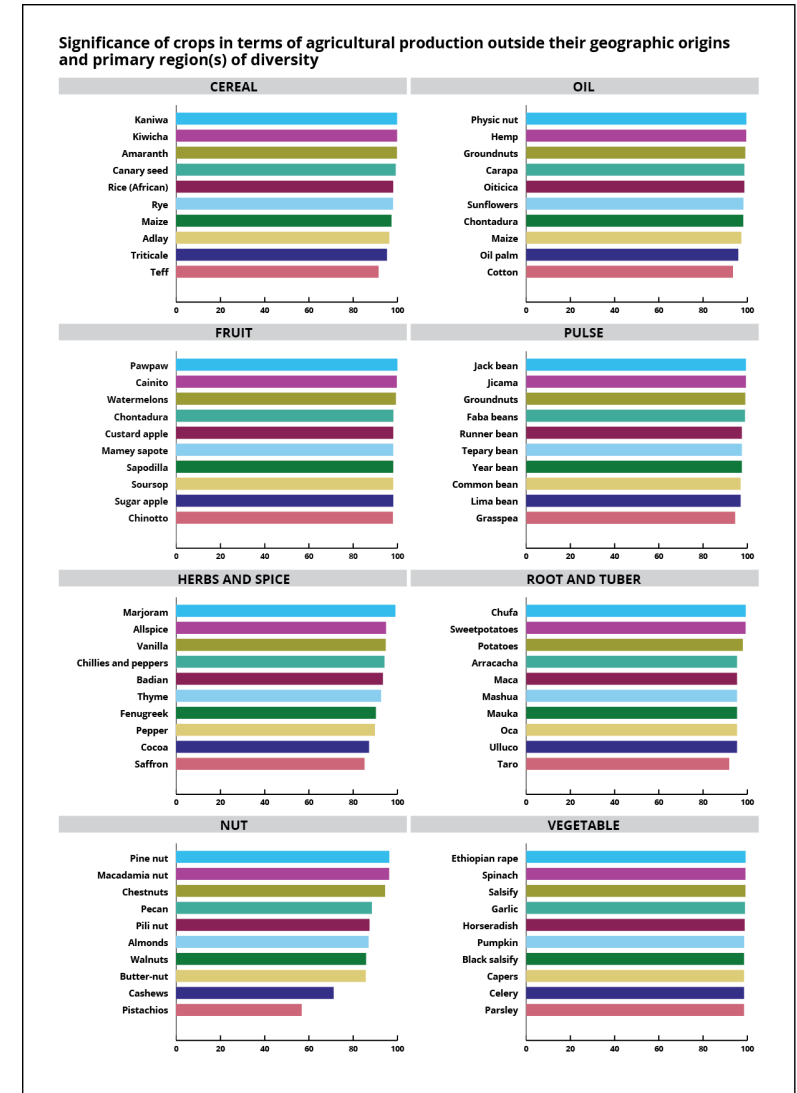 Significance of crops in terms of agricultural production outside their geographic origins
and primary region(s) of diversity
CEREAL
Kaniwa
Kiwicha
Amaranth
Canary seed
Rice (African)
Rye
Maize
Adlay
Triticale
Teff
0 20 40 60 80 100
OIL
Physic nut
Hemp
Groundnuts
Carapa
Oiticica
Sunflowers
Chontadura
Maize
Oil palm
Cotton
0 20 40 60 80 100
FRUIT
Pawpaw
Cainito
Watermelons
Chontadura
Custard apple
Mamey sapote
Sapodilla
Soursop
Sugar apple
Chinotto
0 20 40 60 80 100
PULSE
Jack bean
Jicama
Groundnuts
Faba beans
Runner bean
Tepary bean
Year bean
Common bean
Lima bean
Grasspea
0 20 40 60 80 100
HERBS AND SPICE
Marjoram
Allspice
Vanilla
Chillies and peppers
Badian
Thyme
Fenugreek
Pepper
Cocoa
Saffron
0 20 40 60 80 100
ROOT AND TUBER
Chufa
Sweetpotatoes
Potatoes
Arracacha
Maca
Mashua
Mauka
Oca
Ulluco
Taro
0 20 40 60 80 100
NUT
Pine nut
Macadamia nut
Chestnuts
Pecan
Pili nut
Almonds
Walnuts
Butter-nut
Cashews
Pistachios
0 20 40 60 80 100
VEGETABLE
Ethiopian rape
Spinach
Salsify
Garlic
Horseradish
Pumpkin
Black salsify
Capers
Celery
Parsley
0 20 40 60 80 100